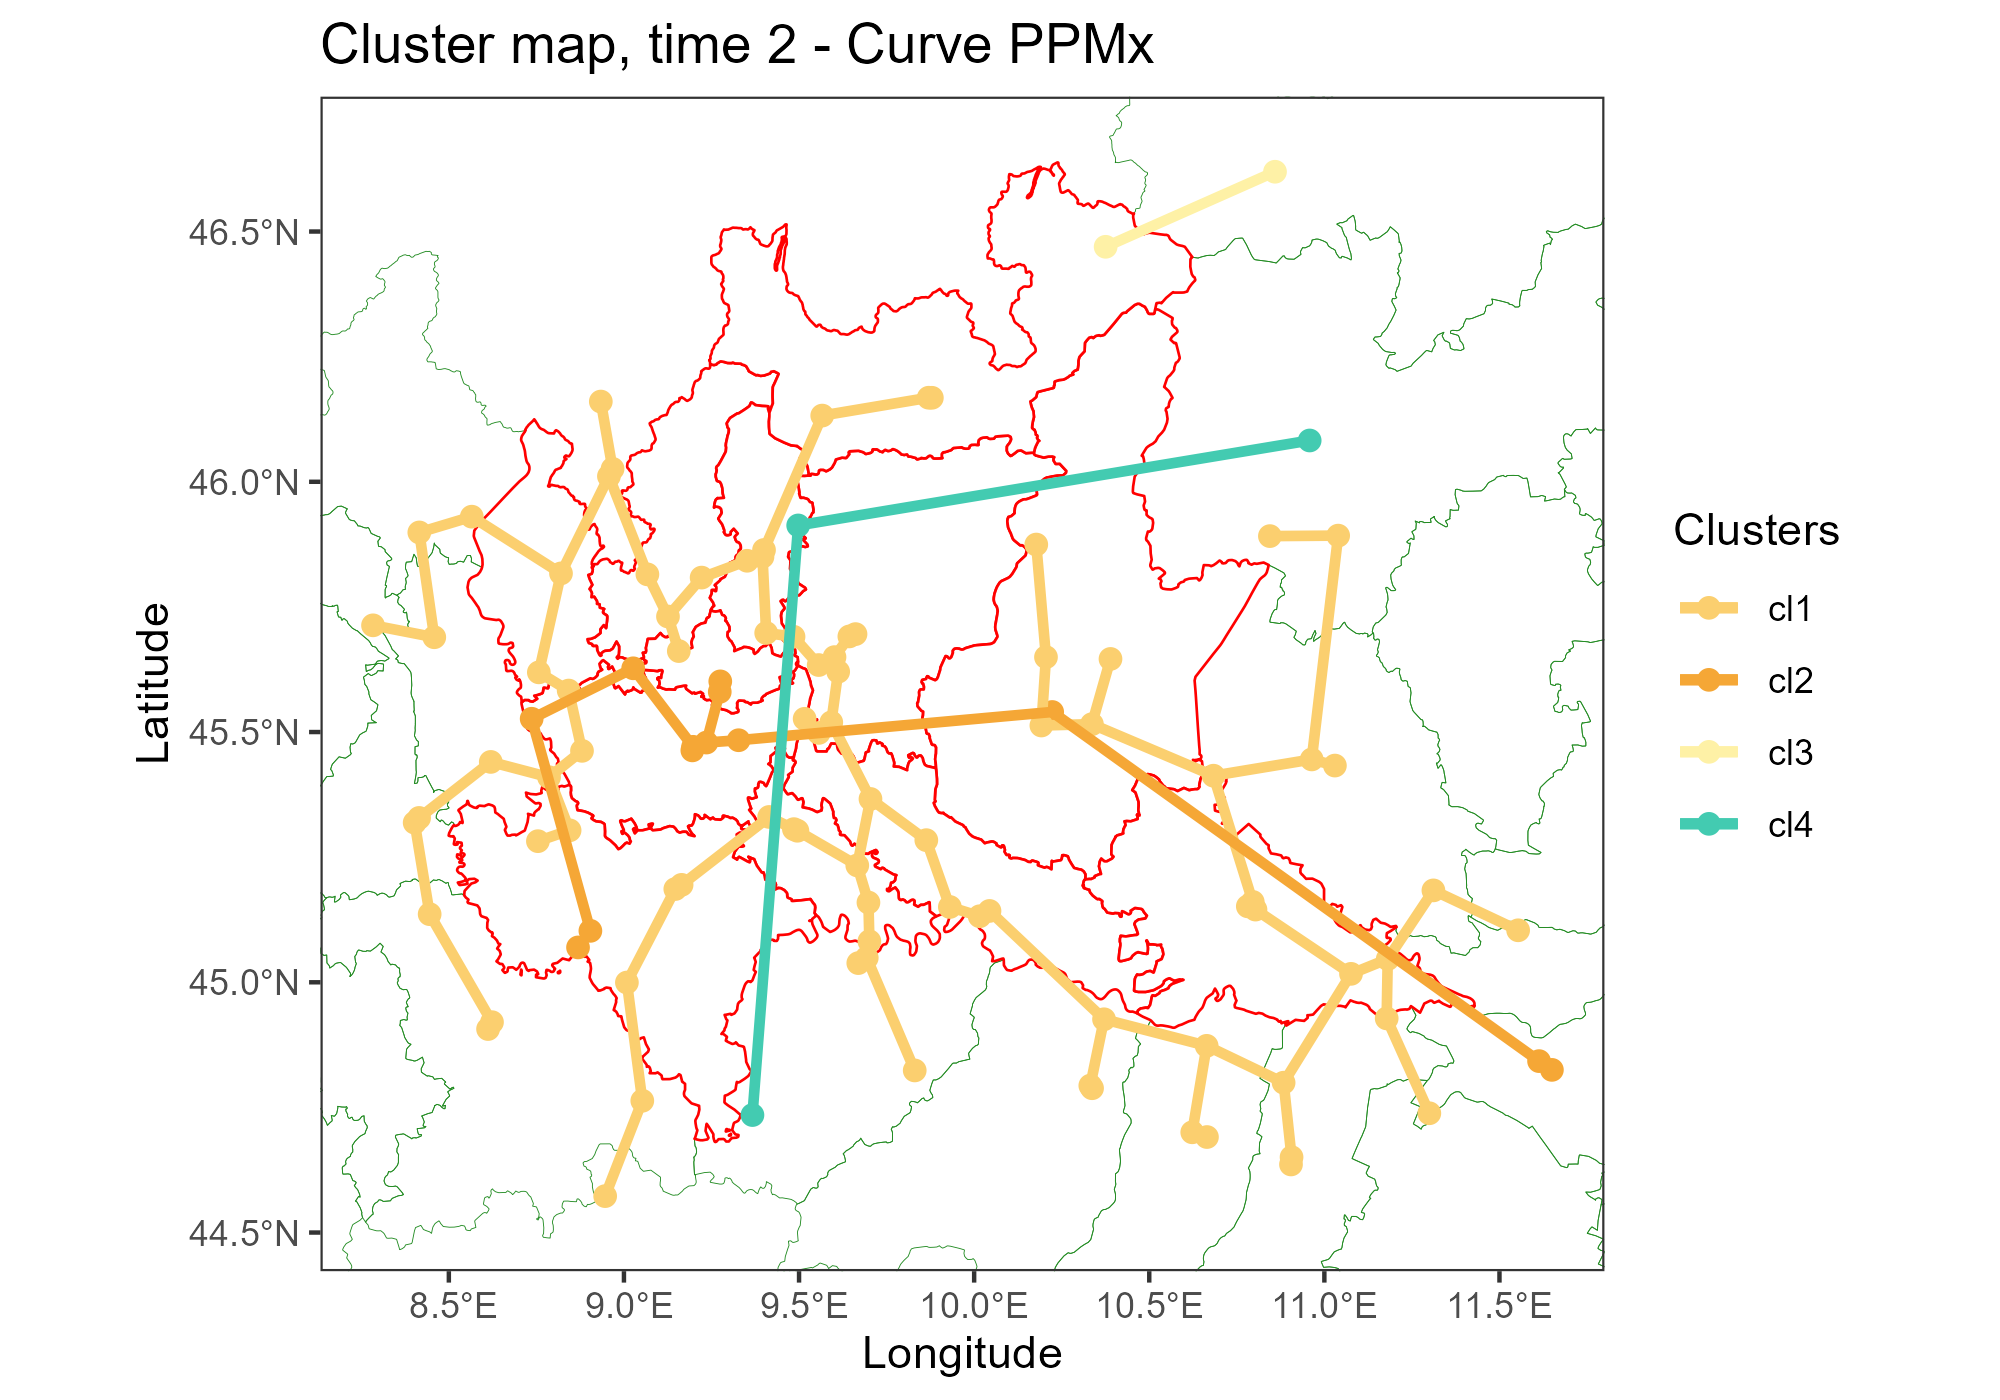 Cluster map, time 2 - Curve PPMx
46.5°N
46.0°N
45.5°N
45.0°N
44.5°N
Latitude
8.5°E 9.0°E 9.5°E 10.0°E 10.5°E 11.0°E 11.5°E
Longitude
Clusters
cl1
cl2
cl3
cl4